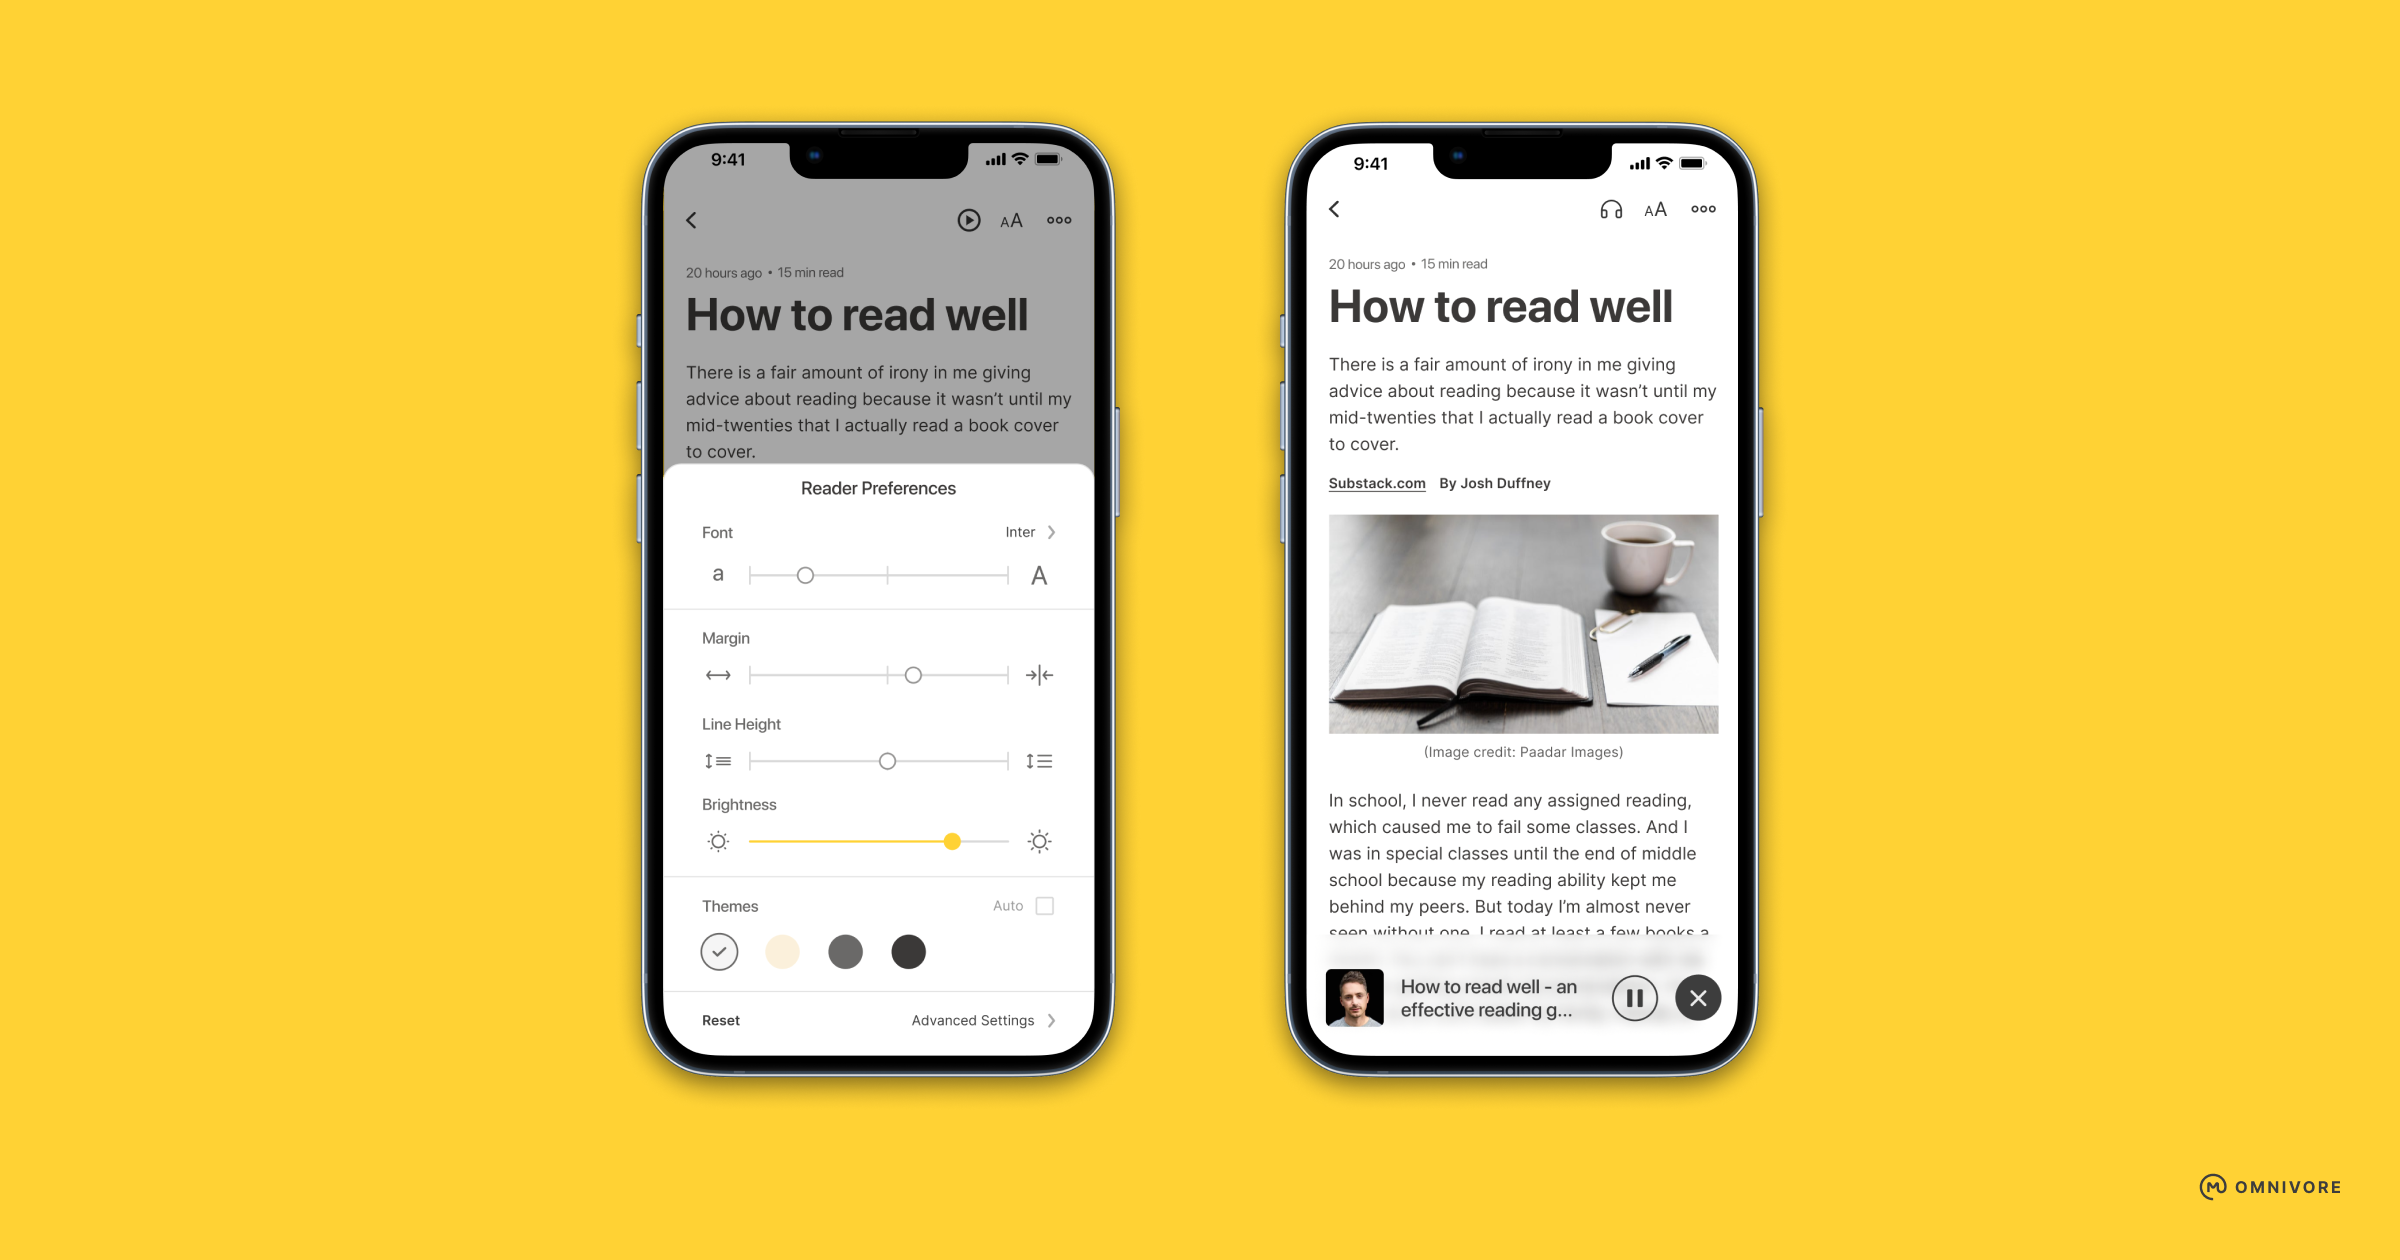 9:41
AA
20 hours ago • 15 min read
How to read well
There is a fair amount of irony in me giving
advice about reading because it wasn't until my
mid-twenties that I actually read a book cover
to cover.
Reader Preferences
Font
Inter
a
A
Margin
Line Height
Brightness
Themes
Auto
Reset
Advanced Settings
9:41
AA
20 hours ago • 15 min read
How to read well
There is a fair amount of irony in me giving
advice about reading because it wasn't until my
mid-twenties that I actually read a book cover
to cover.
Substack.com By Josh Duffney
(Image credit: Paadar Images)
In school, I never read any assigned reading,
which caused me to fail some classes. And I
was in special classes until the end of middle
school because my reading ability kept me
behind my peers. But today I'm almost never
seen without one. I read at least a few books a
How to read well - an
effective reading g...
OMNIVORE